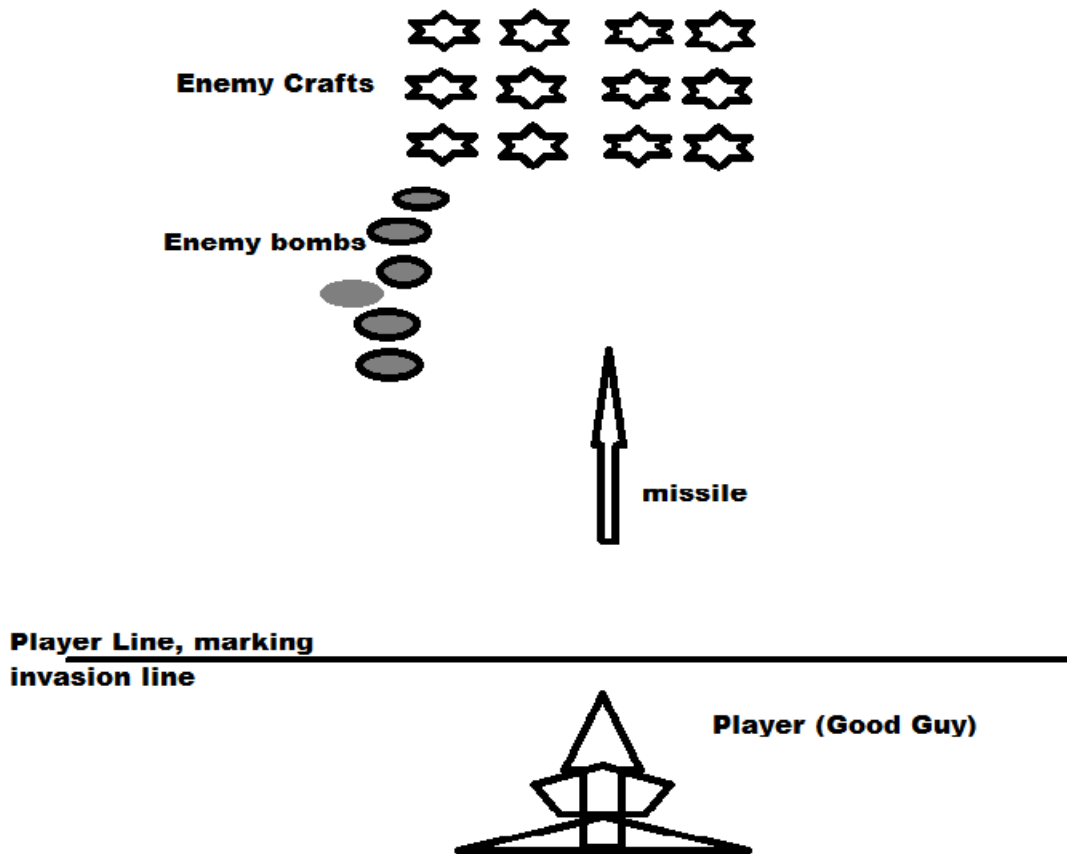 Enemy Crafts
Enemy bombs
missile
Player Line, marking
invasion line
Player (Good Guy)